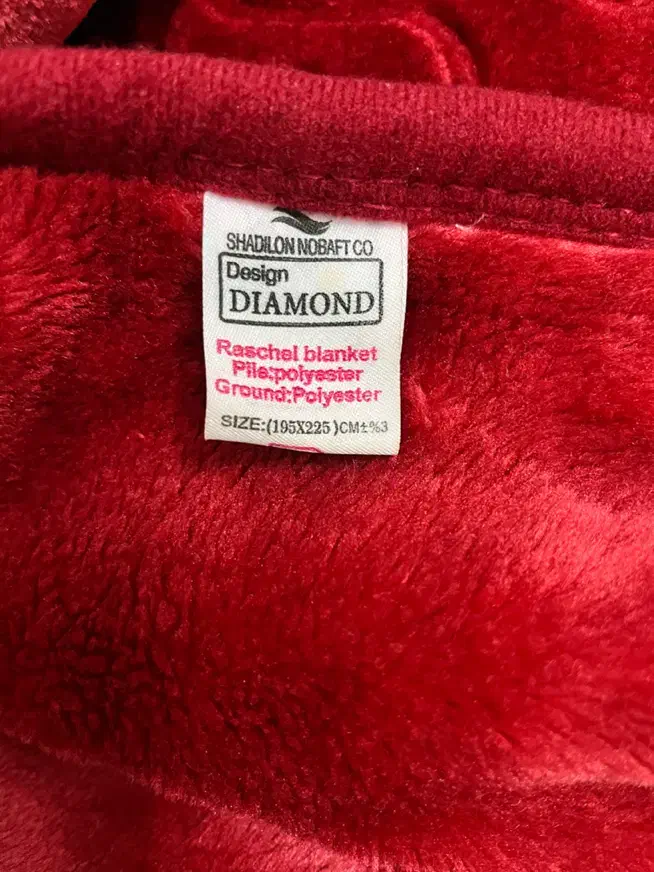 SHADILON NOBAFT CO
Design
DIAMOND
Raschel blanket
Pile:polyester
Ground:Polyester
SIZE:(195X225)CM±%3